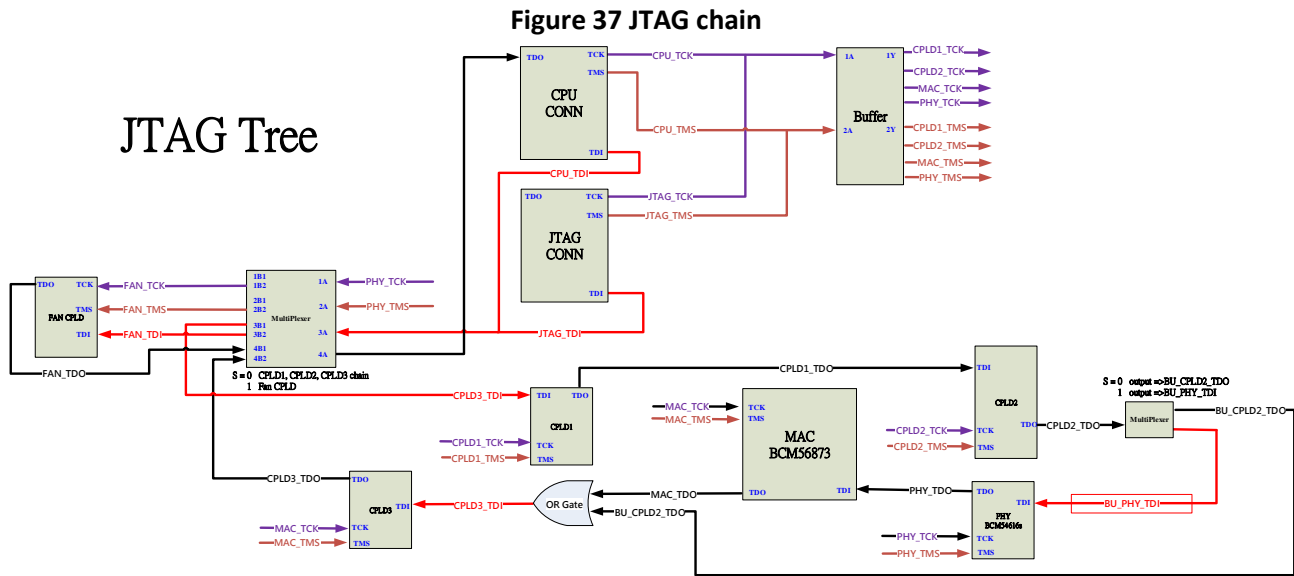 Figure 37 JTAG chain
JTAG Tree
TDO
TCK
TMS
CPU
CONN
TDI
CPU_TCK
CPU_TMS
CPU_TDI
1A
1Y
Buffer
2A
2Y
CPLD1_TCK
CPLD2_TCK
MAC_TCK
PHY_TCK
CPLD1_TMS
CPLD2_TMS
MAC_TMS
PHY_TMS
TDO
TCK
TMS
JTAG
CONN
TDI
JTAG_TCK
JTAG_TMS
JTAG_TDI
TDO
TCK
TMS
FAN CPLD
TDI
FAN_TCK
FAN_TMS
FAN_TDI
FAN_TDO
1B1
1B2
2B1
2B2
3B1
3B2
4B1
4B2
MultiPlexer
1A
2A
3A
4A
PHY_TCK
PHY_TMS
S = 0 CPLD1, CPLD2, CPLD3 chain
1 Fan CPLD
CPLD3_TDI
TDI
TDO
CPLD1
TCK
TMS
CPLD1_TCK
CPLD1_TMS
CPLD1_TDO
MAC_TCK
MAC_TMS
TCK
TMS
MAC
BCM56873
TDO
TDI
TDI
CPLD2
TDO
TCK
TMS
CPLD2_TCK
CPLD2_TMS
CPLD2_TDO
S = 0 output =>BU_CPLD2_TDO
1 output =>BU_PHY_TDI
MultiPlexer
BU_CPLD2_TDO
CPLD3_TDO
TDO
CPLD3
TDI
TCK
TMS
MAC_TCK
MAC_TMS
CPLD3_TDI
OR Gate
MAC_TDO
BU_CPLD2_TDO
PHY_TDO
TDO
TDI
PHY
BCM54616s
TCK
TMS
PHY_TCK
PHY_TMS
BU_PHY_TDI